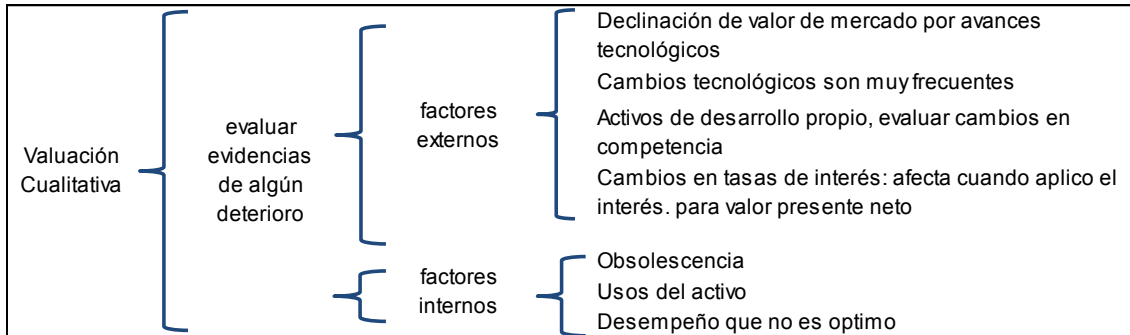 Valuación
Cualitativa
evaluar
evidencias
de algún
deterioro
factores
externos
Declinación de valor de mercado por avances
tecnológicos
Cambios tecnológicos son muy frecuentes
Activos de desarrollo propio, evaluar cambios en
competencia
Cambios en tasas de interés: afecta cuando aplico el
interés. para valor presente neto
factores
internos
Obsolescencia
Usos del activo
Desempeño que no es optimo